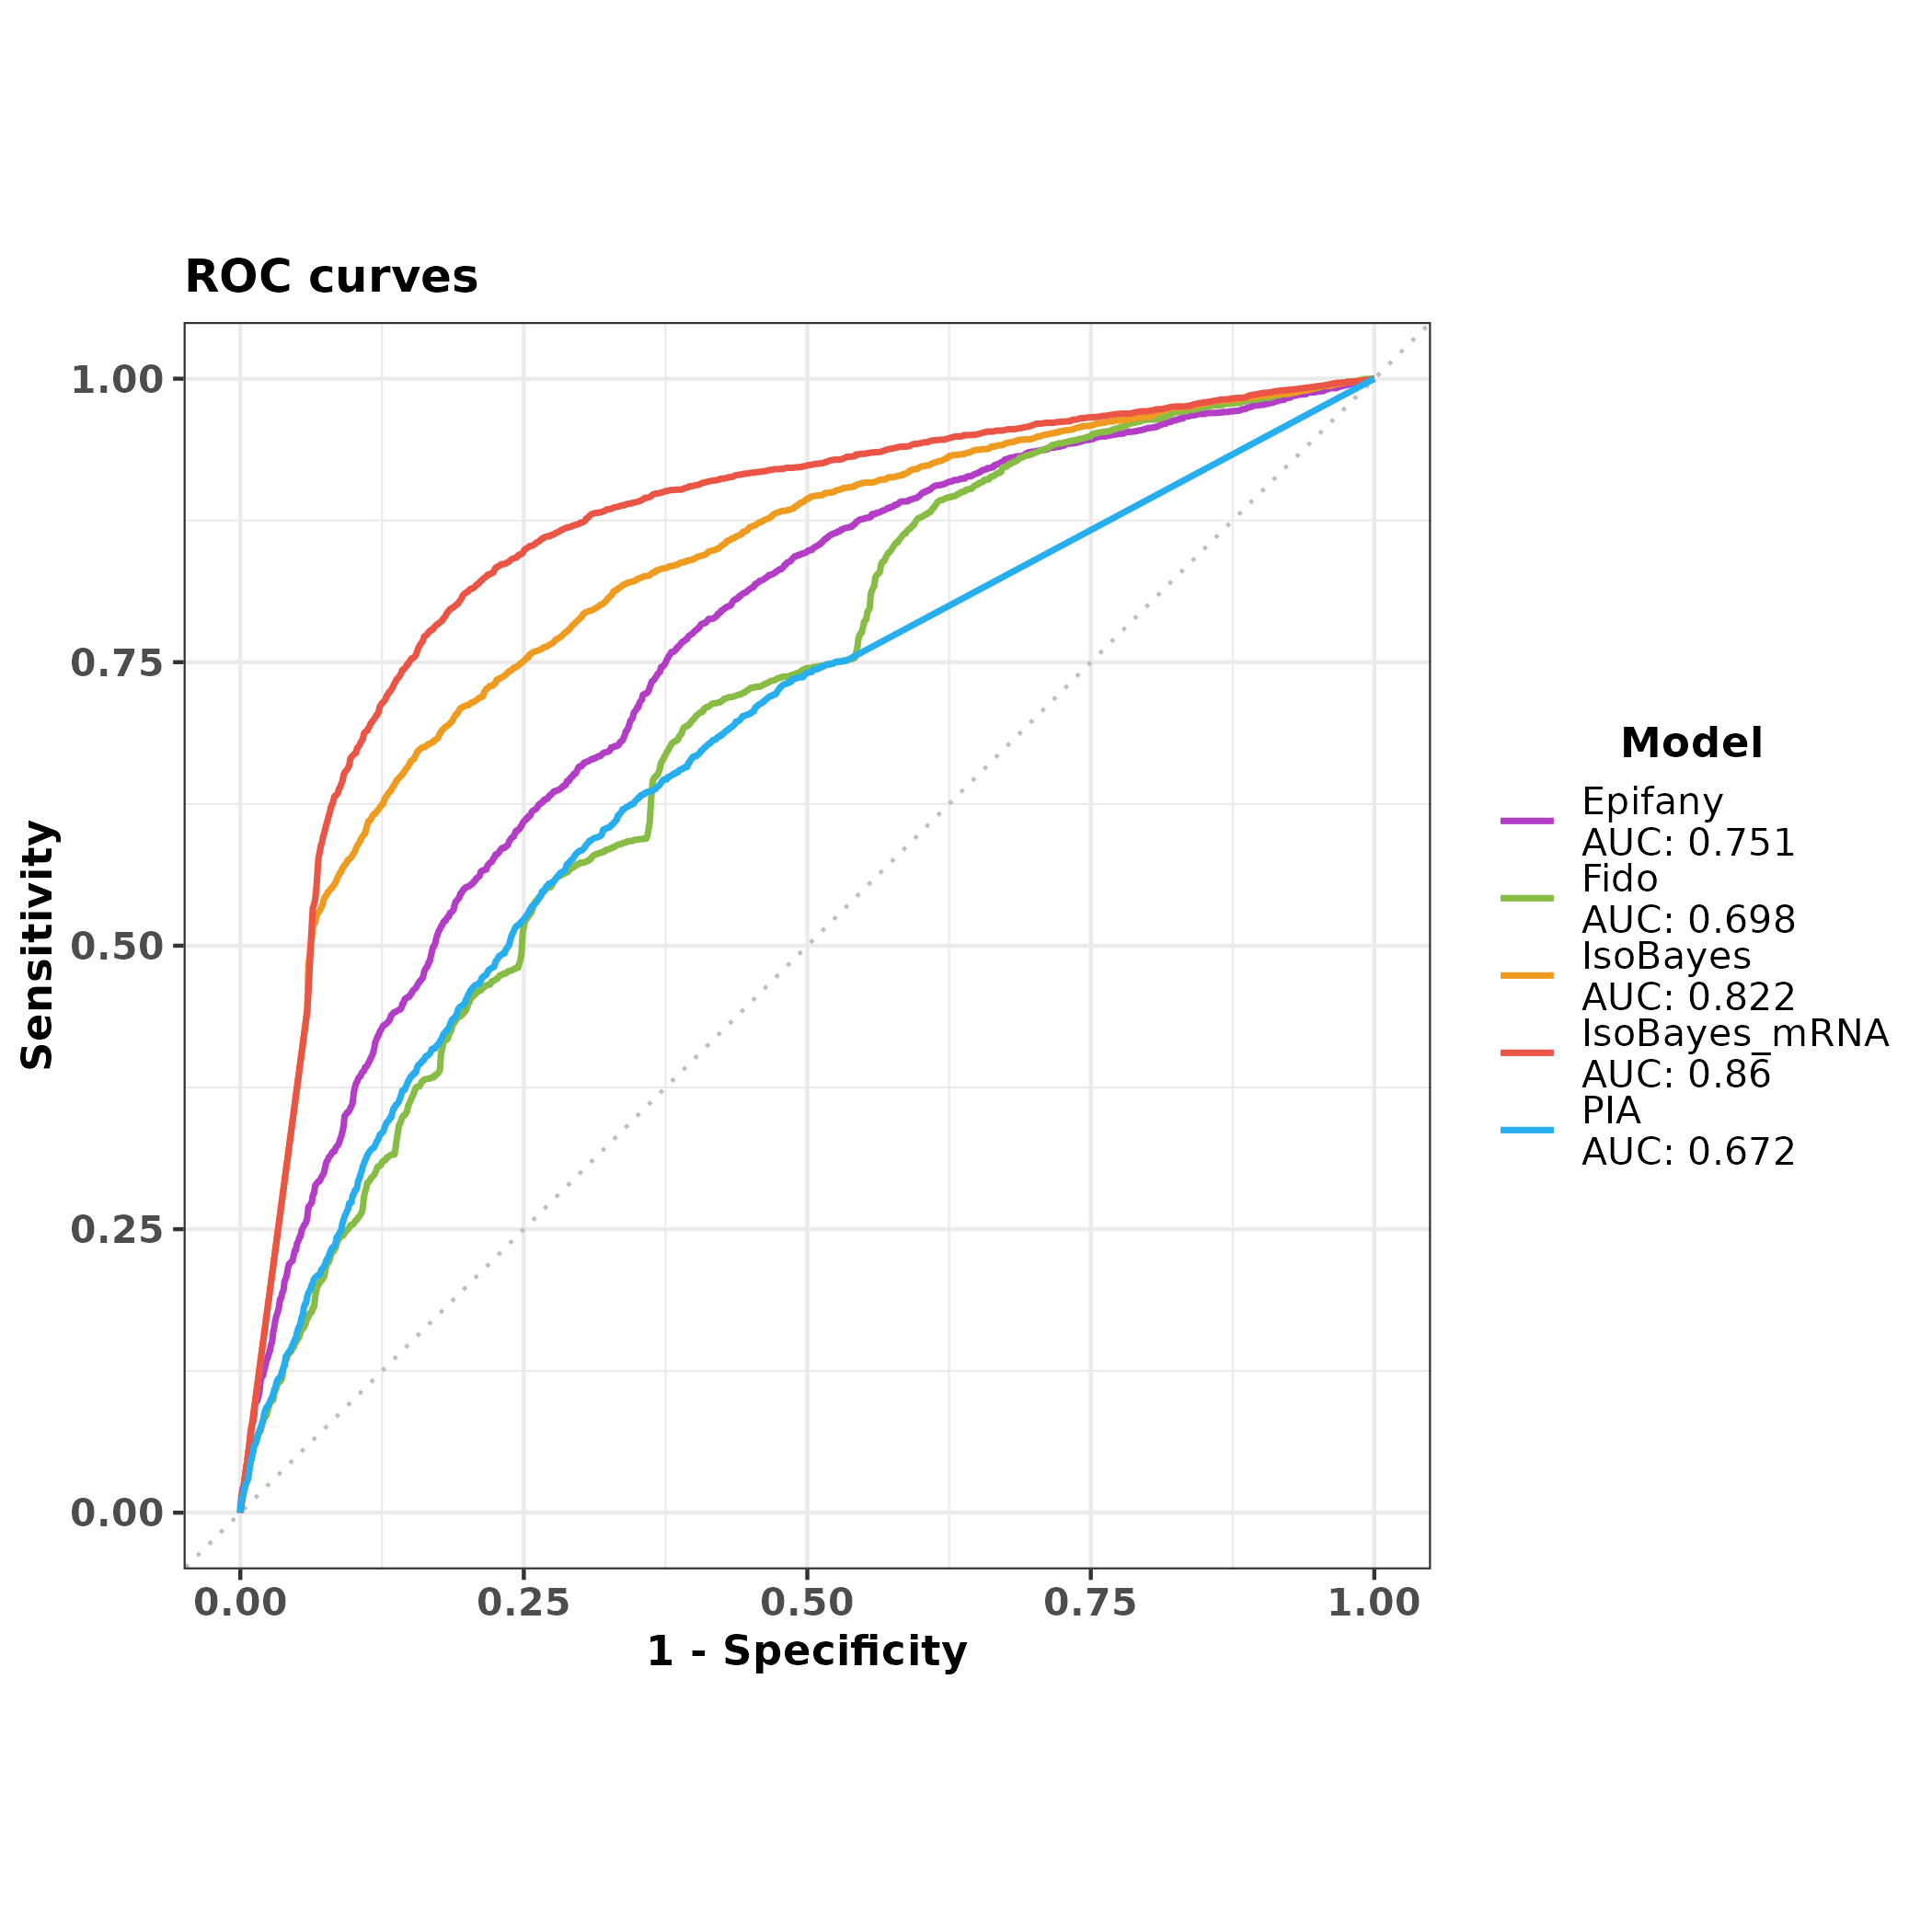 ROC curves
1.00
0.75
0.50
0.25
0.00
Sensitivity
0.00 0.25 0.50 0.75 1.00
1 - Specificity
Model
Epifany
AUC: 0.751
Fido
AUC: 0.698
IsoBayes
AUC: 0.822
IsoBayes_mRNA
AUC: 0.86
PIA
AUC: 0.672